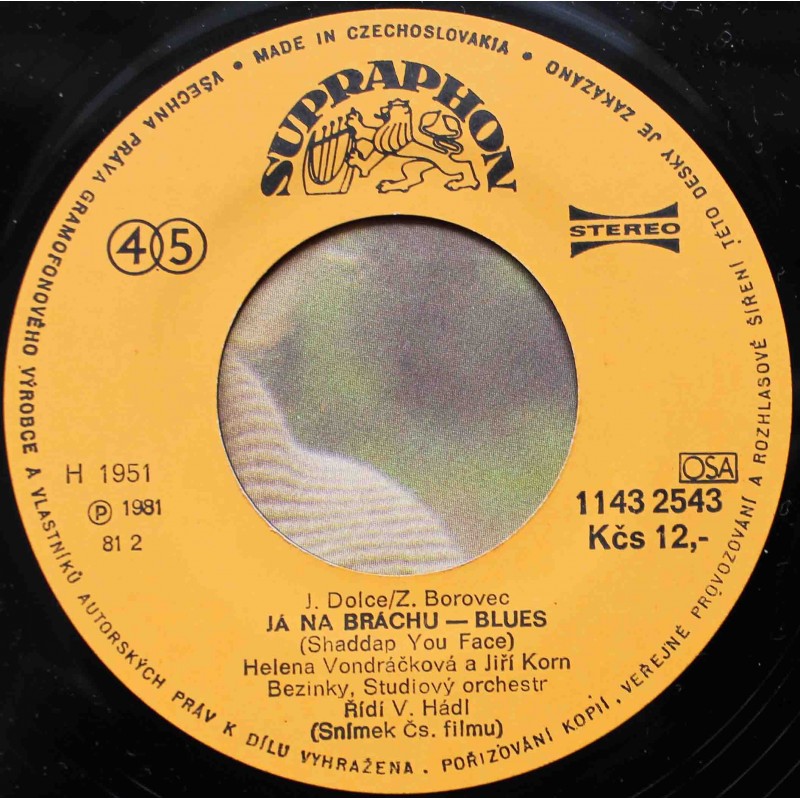 VŠECHNA PRÁVA GRAMOFONOVÉHO VÝROBCE A VLASTNÍKŮ AUTORSKÝCH PRÁV K DÍLU VYHRAŽENA. POŘIZOVÁNÍ KOPIÍ, VEŘEJNÉ PROVOZOVÁNÍ A ROZHLASOVÉ ŠÍŘENÍ TÉTO DESKY JE ZAKÁZÁNO • MADE IN CZECHOSLOVAKIA •
SUPRAPHON
45
STEREO
H 1951
Ⓟ 1981
81 2
OSA
1143 2543
Kčs 12,-
J. Dolce/Z. Borovec
JÁ NA BRÁCHU — BLUES
(Shaddap You Face)
Helena Vondráčková a Jiří Korn
Bezinky, Studiový orchestr
Řídí V. Hádl
(Snímek Čs. filmu)